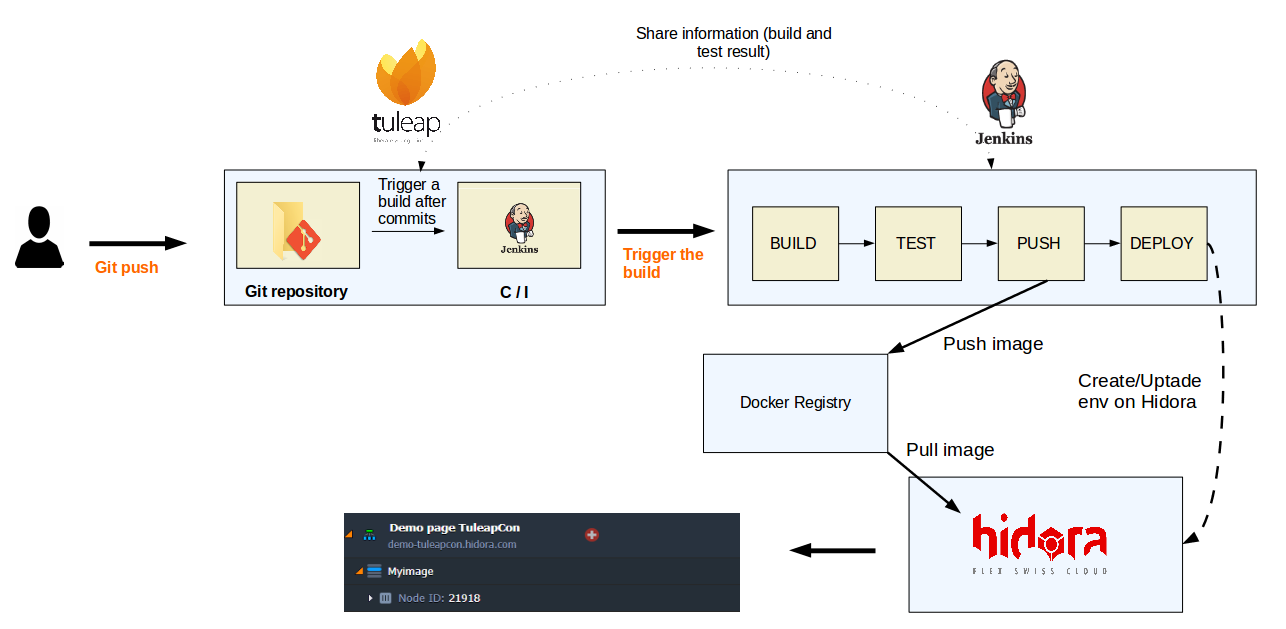 Share information (build and
test result)
tuleap
Jenkins
Trigger a
build after
commits
Jenkins
Git push
Git repository
C / I
Trigger the
build
BUILD
TEST
PUSH
DEPLOY
Push image
Docker Registry
Create/Uptade
env on Hidora
Pull image
hidora
FLEX SWISS CLOUD
Demo page TuleapCon
demo-tuleapcon.hidora.com
Myimage
Node ID: 21918